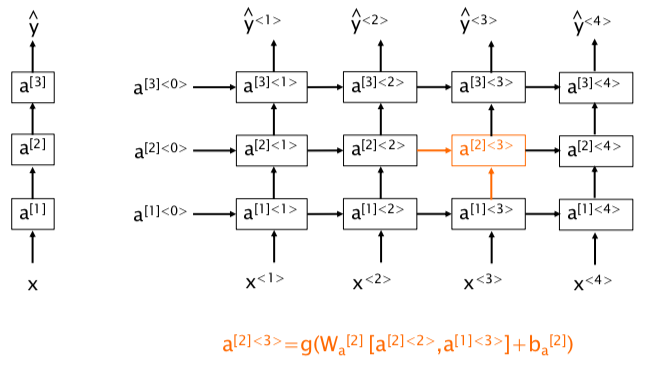 ŷ ŷ<1> ŷ<2> ŷ<3> ŷ<4>
a[3] a[3]<0> a[3]<1> a[3]<2> a[3]<3> a[3]<4>
a[2] a[2]<0> a[2]<1> a[2]<2> a[2]<3> a[2]<4>
a[1] a[1]<0> a[1]<1> a[1]<2> a[1]<3> a[1]<4>
x x<1> x<2> x<3> x<4>
a[2]<3>=g(Wa[2] [a[2]<2>,a[1]<3>]+ba[2])